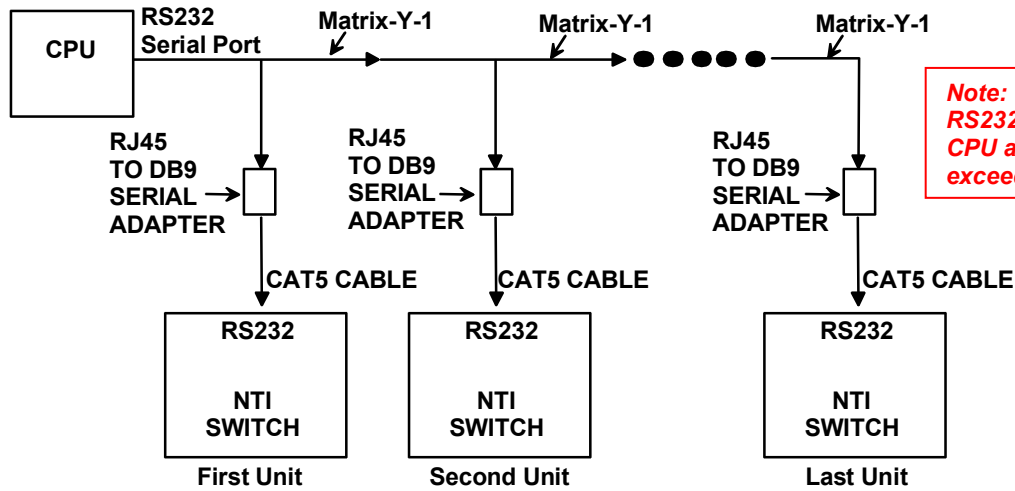 CPU
RS232
Serial Port
Matrix-Y-1
Matrix-Y-1
Matrix-Y-1
Note:
RS232
CPU a
exceed
RJ45
TO DB9
SERIAL
ADAPTER
RJ45
TO DB9
SERIAL
ADAPTER
RJ45
TO DB9
SERIAL
ADAPTER
CAT5 CABLE
CAT5 CABLE
CAT5 CABLE
RS232
NTI
SWITCH
RS232
NTI
SWITCH
RS232
NTI
SWITCH
First Unit
Second Unit
Last Unit